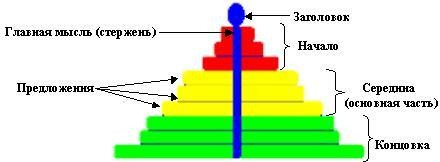 Заголовок
Главная мысль (стержень)
Начало
Предложения
Середина
(основная часть)
Концовка